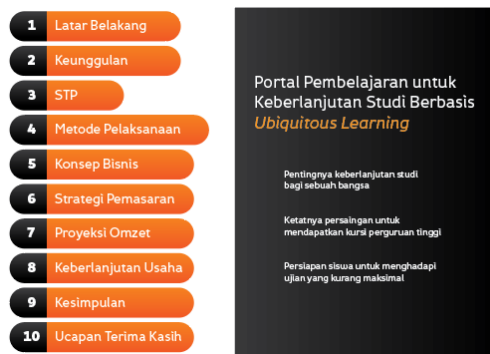 1 Latar Belakang
2 Keunggulan
3 STP
4 Metode Pelaksanaan
5 Konsep Bisnis
6 Strategi Pemasaran
7 Proyeksi Omzet
8 Keberlanjutan Usaha
9 Kesimpulan
10 Ucapan Terima Kasih
Portal Pembelajaran untuk
Keberlanjutan Studi Berbasis
Ubiquitous Learning
Pentingnya keberlanjutan studi
bagi sebuah bangsa
Ketatnya persaingan untuk
mendapatkan kursi perguruan tinggi
Persiapan siswa untuk menghadapi
ujian yang kurang maksimal